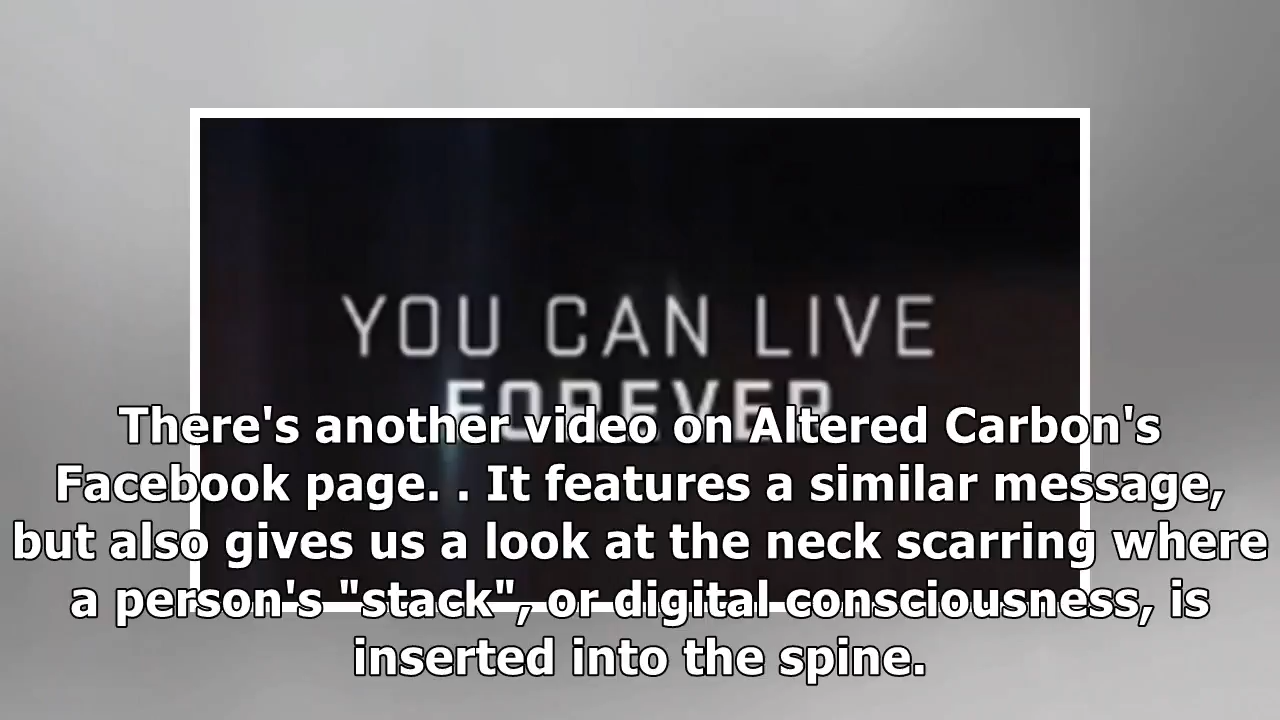 YOU CAN LIVE
FOREVER
There's another video on Altered Carbon's
Facebook page. . It features a similar message,
but also gives us a look at the neck scarring where
a person's "stack", or digital consciousness, is
inserted into the spine.